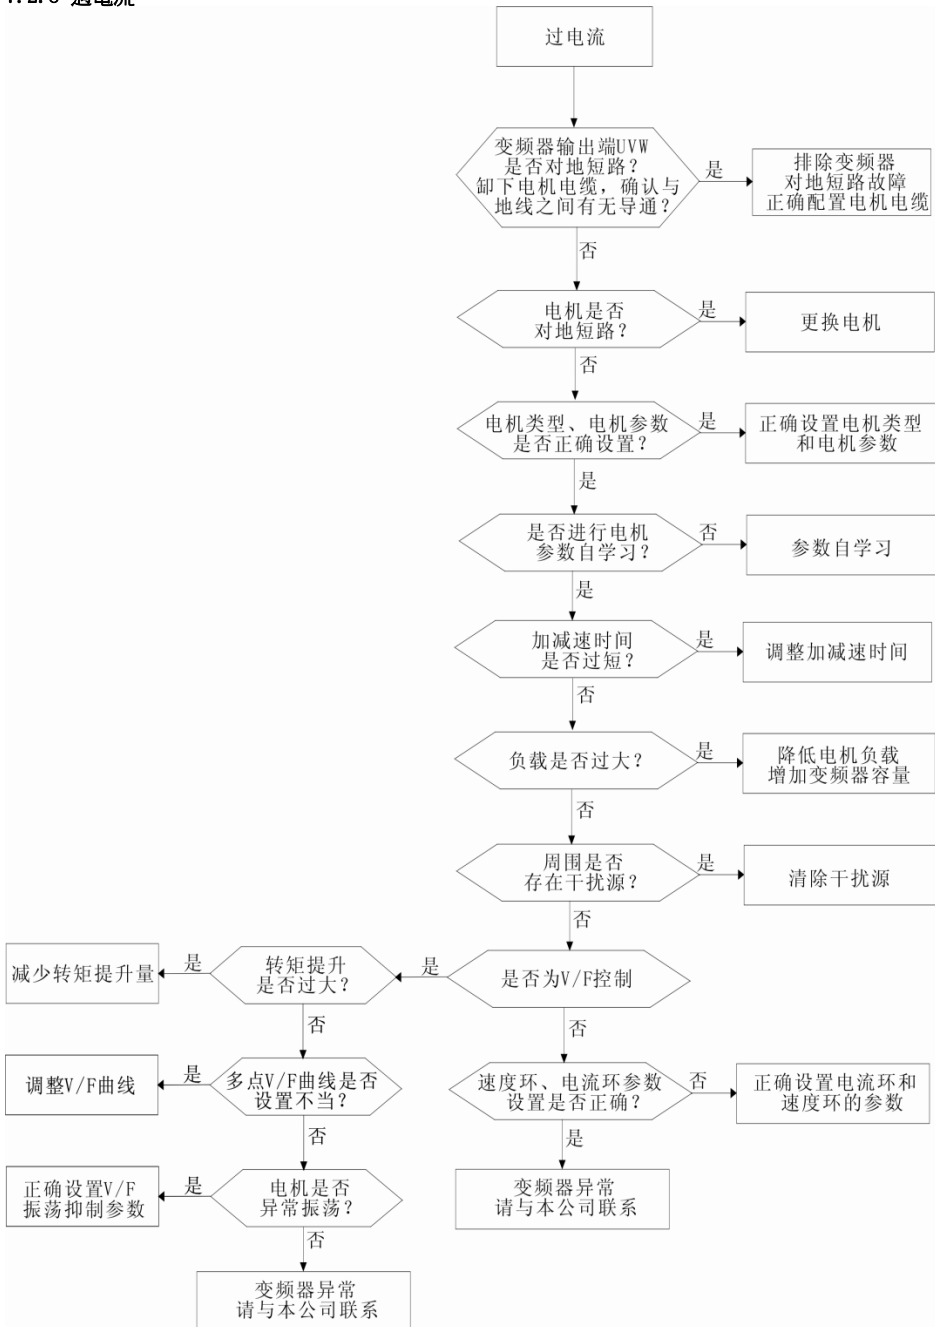 过电流
过电流
变频器输出端UVW
是否对地短路？
卸下电机电缆，确认与
地线之间有无导通？
是
排除变频器
对地短路故障
正确配置电机电缆
否
电机是否
对地短路？
是
更换电机
否
电机类型、电机参数
是否正确设置？
是
正确设置电机类型
和电机参数
是
是否进行电机
参数自学习？
否
参数自学习
是
加减速时间
是否过短？
是
调整加减速时间
否
负载是否过大？
是
降低电机负载
增加变频器容量
否
周围是否
存在干扰源？
是
清除干扰源
否
是否为V/F控制
是
转矩提升
是否过大？
是
减少转矩提升量
否
否
多点V/F曲线是否
设置不当？
是
调整V/F曲线
速度环、电流环参数
设置是否正确？
否
正确设置电流环和
速度环的参数
否
是
电机是否
异常振荡？
是
正确设置V/F
振荡抑制参数
变频器异常
请与本公司联系
否
变频器异常
请与本公司联系